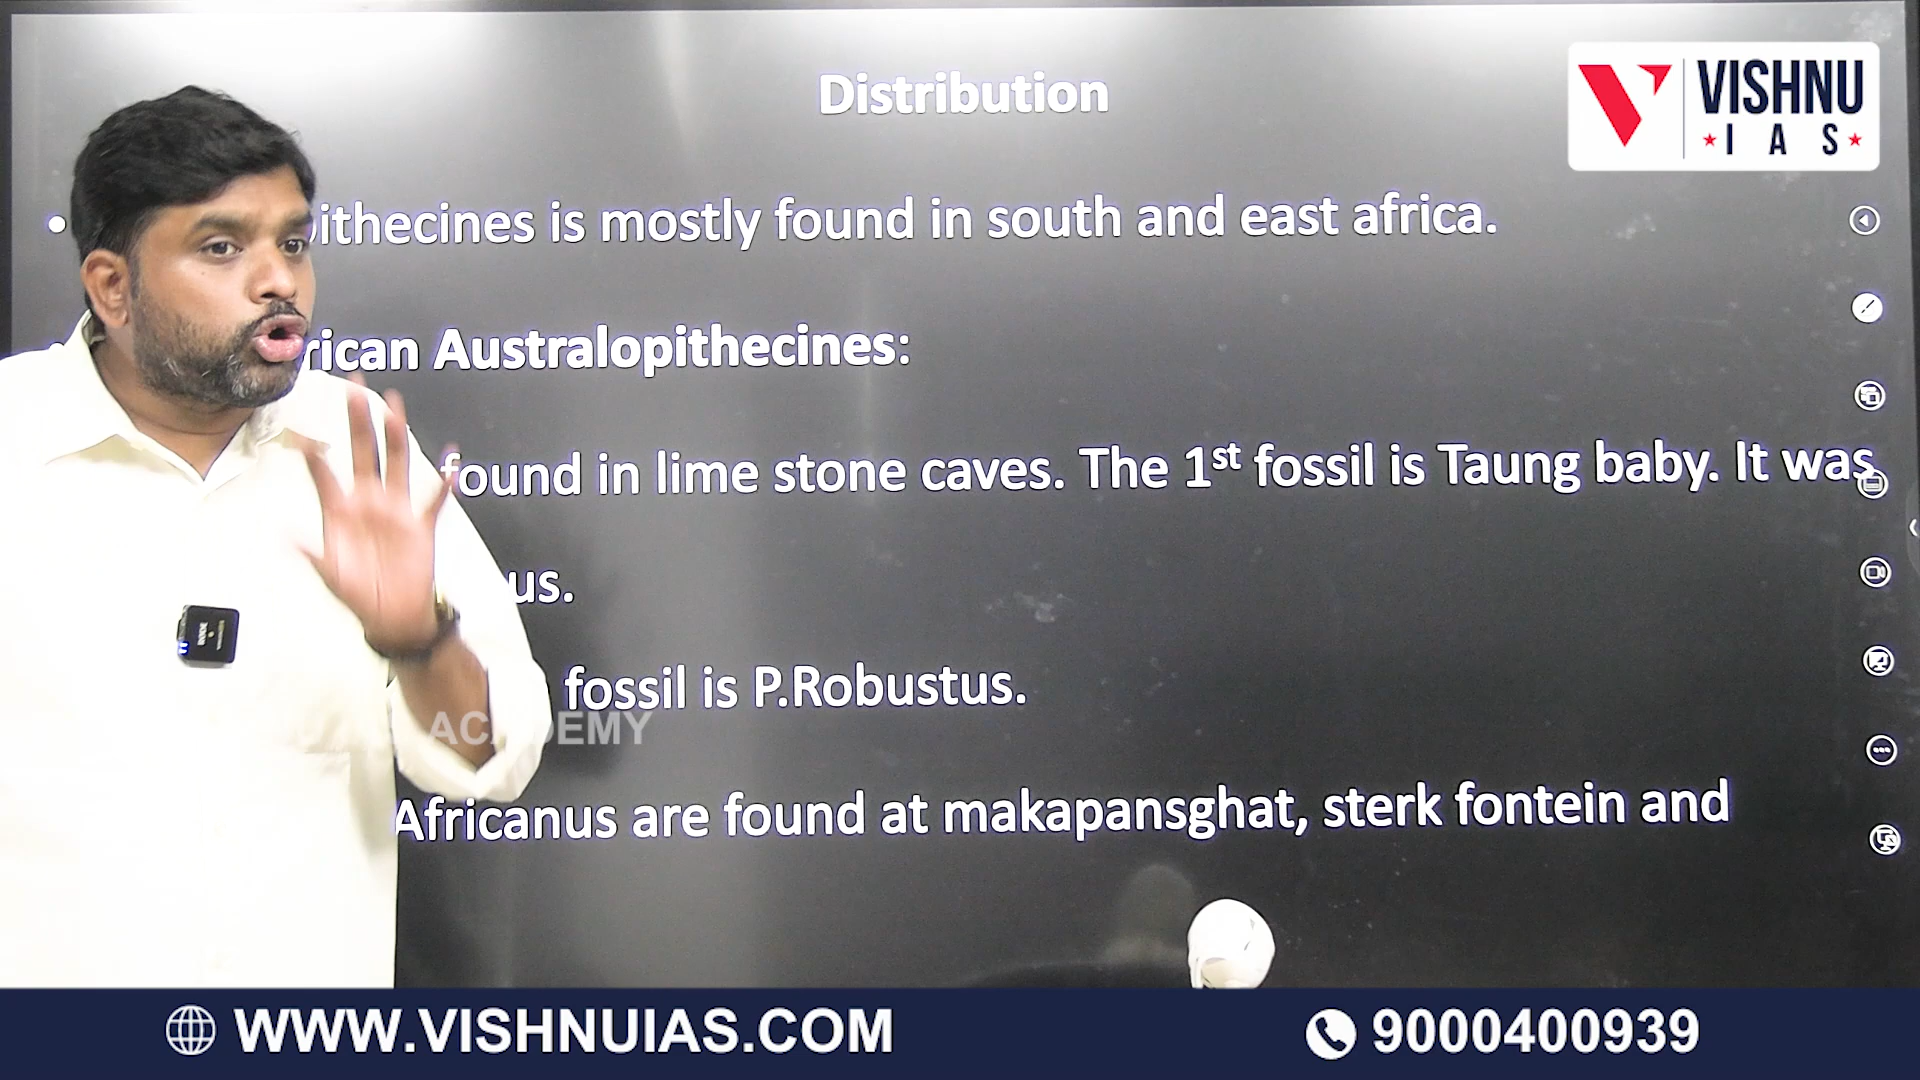 Distribution
VISHNU
IAS
• ithecines is mostly found in south and east africa.
rican Australopithecines:
found in lime stone caves. The 1st fossil is Taung baby. It was
us.
fossil is P.Robustus.
ACADEMY
Africanus are found at makapansghat, sterk fontein and
RØDE
WWW.VISHNUIAS.COM
9000400939